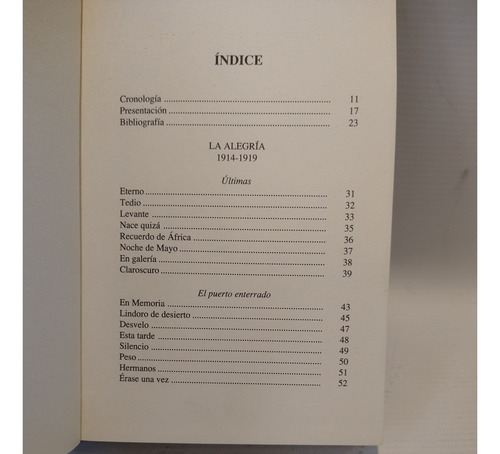 ÍNDICE
Cronología ........ 11
Presentación ........ 17
Bibliografía ........ 23
LA ALEGRÍA
1914-1919
Últimas
Eterno ........ 31
Tedio ........ 32
Levante ........ 33
Nace quizá ........ 35
Recuerdo de África ........ 36
Noche de Mayo ........ 37
En galería ........ 38
Claroscuro ........ 39
El puerto enterrado
En Memoria ........ 43
Lindoro de desierto ........ 45
Desvelo ........ 47
Esta tarde ........ 48
Silencio ........ 49
Peso ........ 50
Hermanos ........ 51
Érase una vez ........ 52